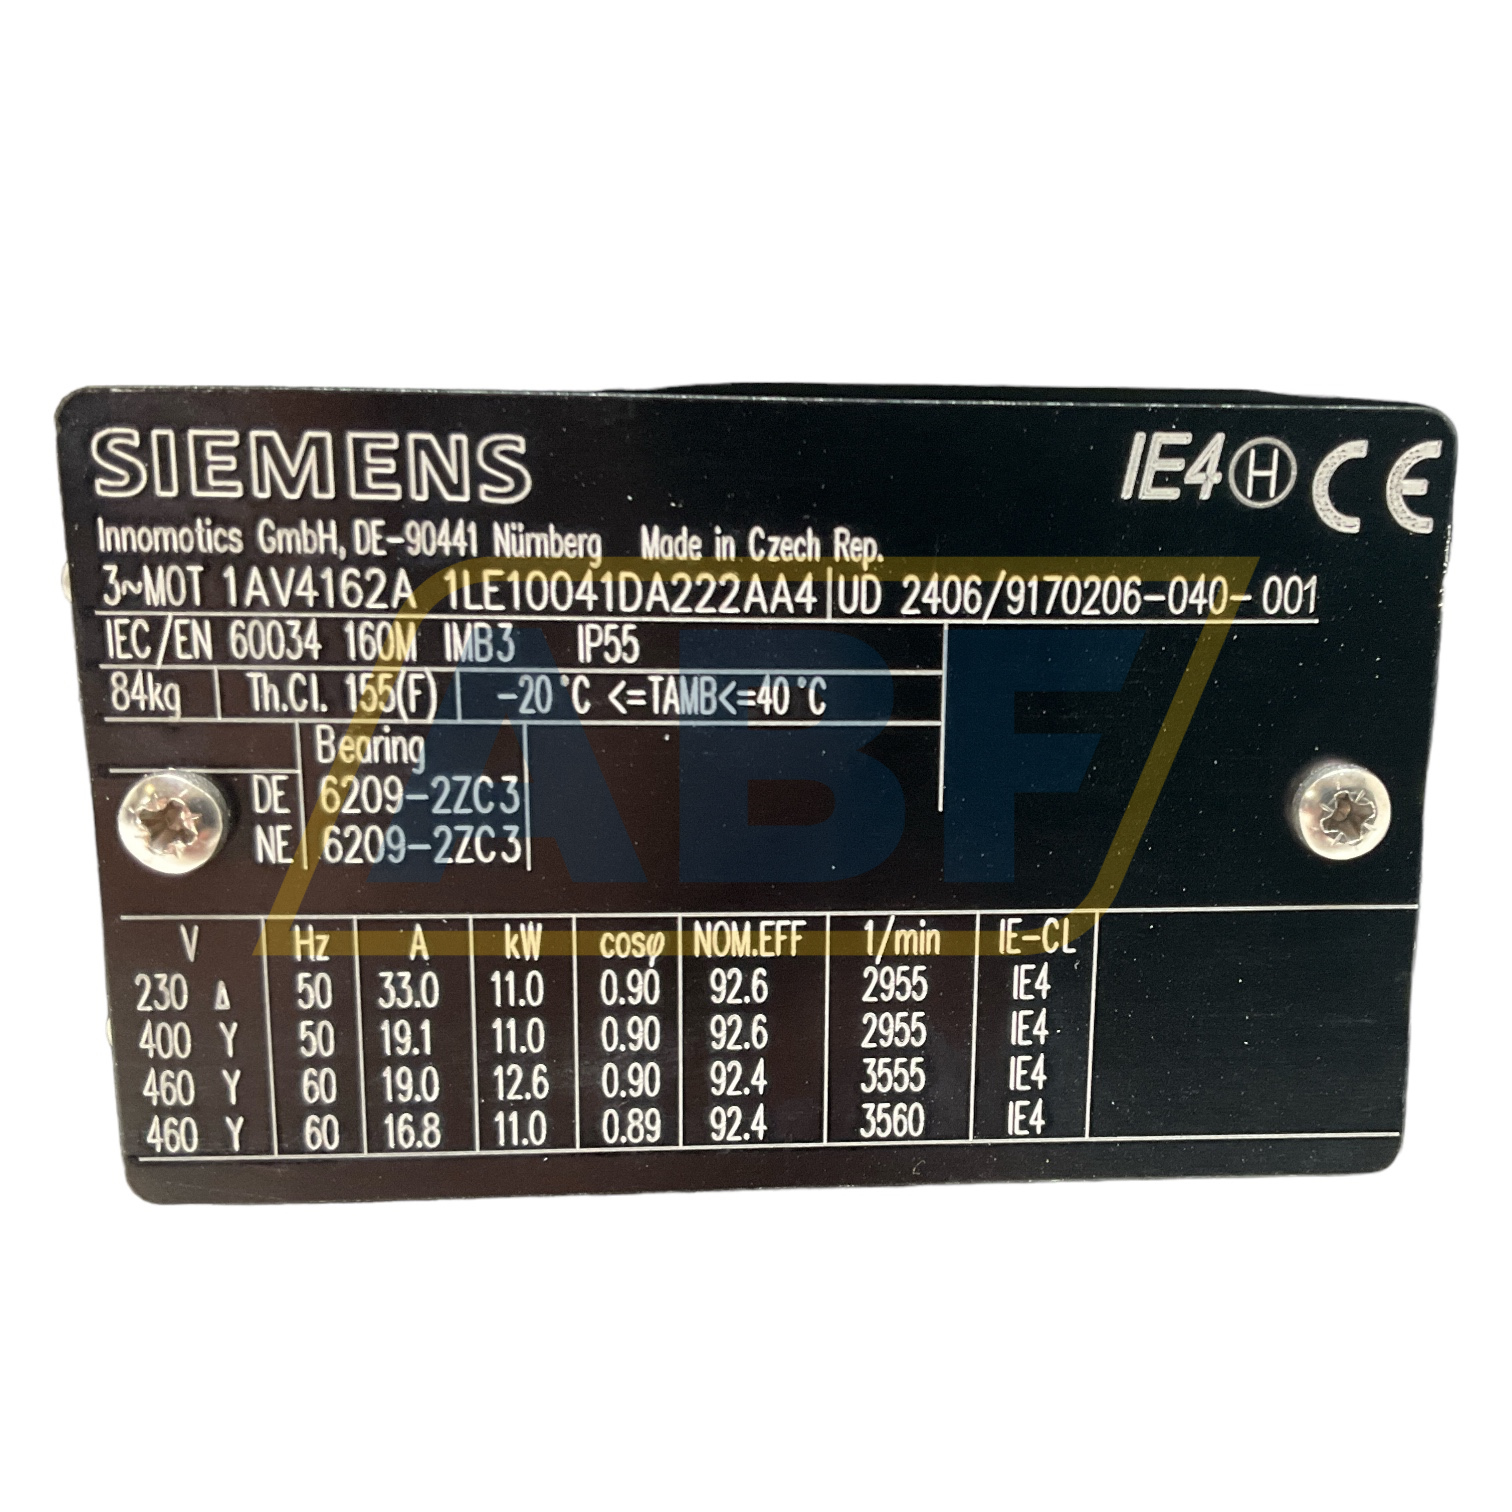 SIEMENS IE4 Ⓗ CE
Innomotics GmbH, DE-90441 Nürnberg Made in Czech Rep.
3~MOT 1AV4162A 1LE10041DA222AA4 UD 2406/9170206-040-001
IEC/EN 60034 160M IMB3 IP55
84kg Th.Cl. 155(F) -20°C <=TAMB<=40°C
Bearing
DE 6209-2ZC3
NE 6209-2ZC3
ABF
V Hz A kW cosφ NOM.EFF 1/min IE-CL
230 Δ 50 33.0 11.0 0.90 92.6 2955 IE4
400 Y 50 19.1 11.0 0.90 92.6 2955 IE4
460 Y 60 19.0 12.6 0.90 92.4 3555 IE4
460 Y 60 16.8 11.0 0.89 92.4 3560 IE4